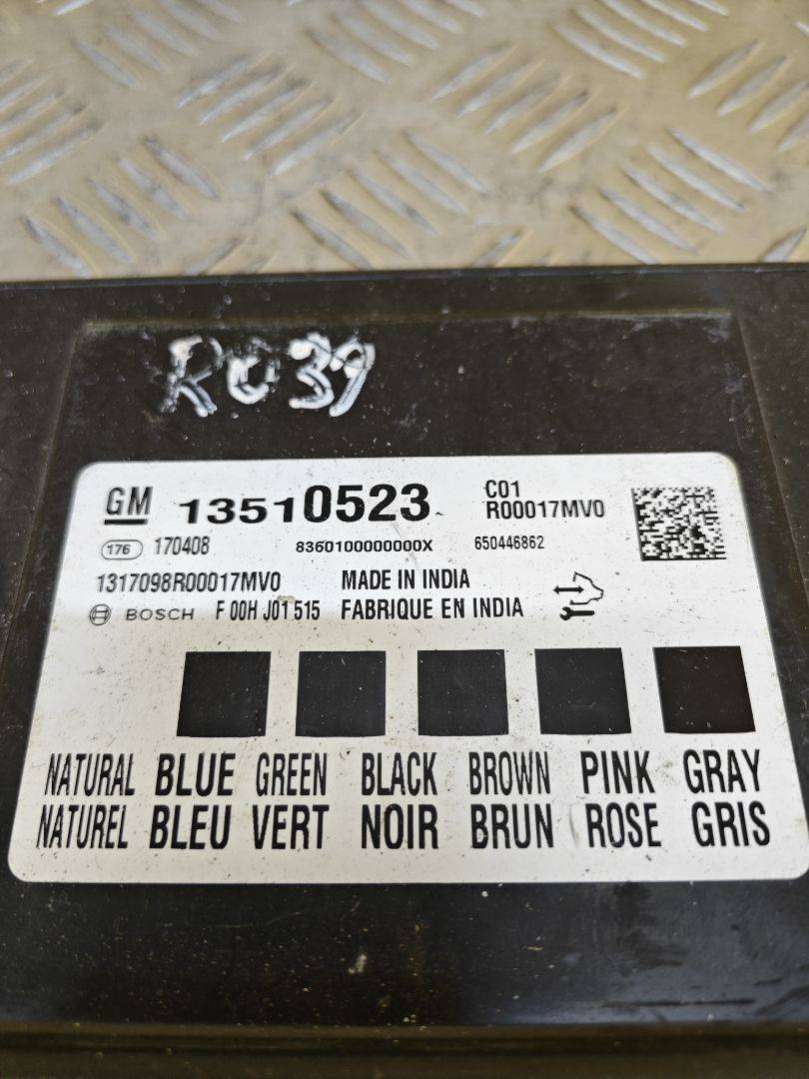 R039
GM 13510523 C01
R00017MV0
176 170408 8360100000000X 650446862
1317098R00017MV0 MADE IN INDIA
BOSCH F 00H J01 515 FABRIQUE EN INDIA
NATURAL BLUE GREEN BLACK BROWN PINK GRAY
NATUREL BLEU VERT NOIR BRUN ROSE GRIS